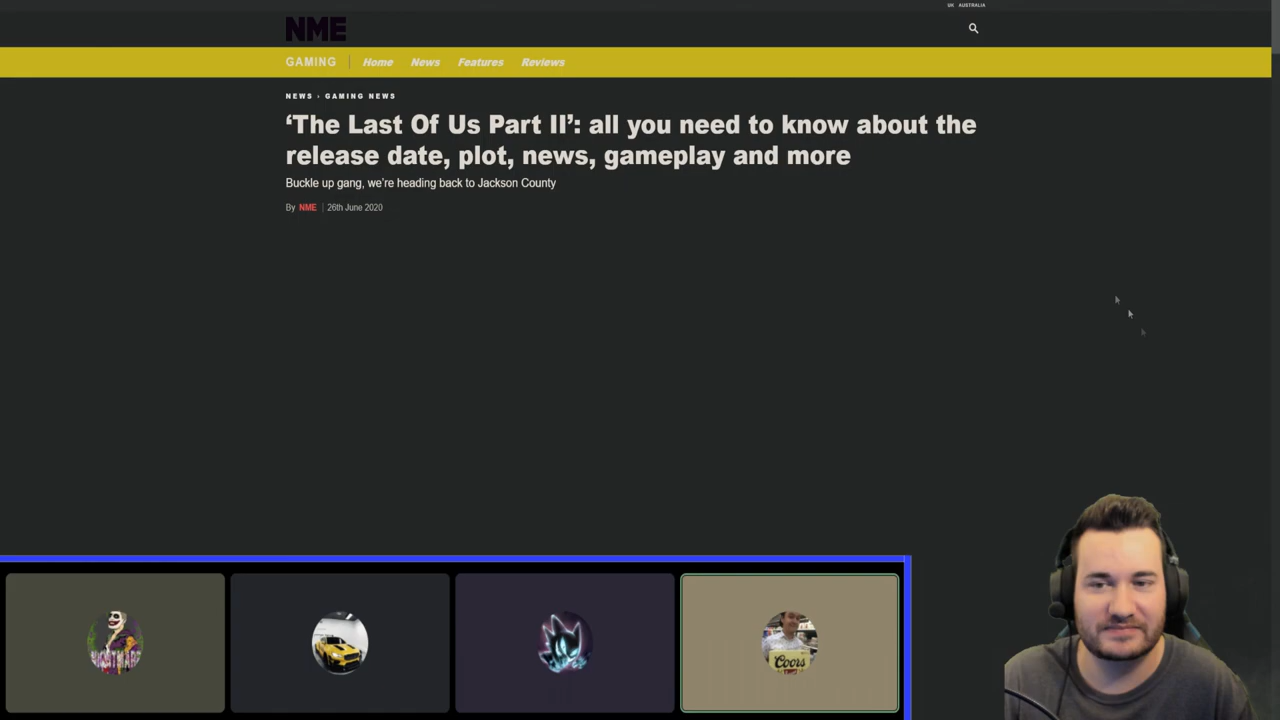 UK AUSTRALIA
NME
GAMING Home News Features Reviews
NEWS › GAMING NEWS
‘The Last Of Us Part II’: all you need to know about the
release date, plot, news, gameplay and more
Buckle up gang, we’re heading back to Jackson County
By NME 26th June 2020
NIGHTMARE
Coors